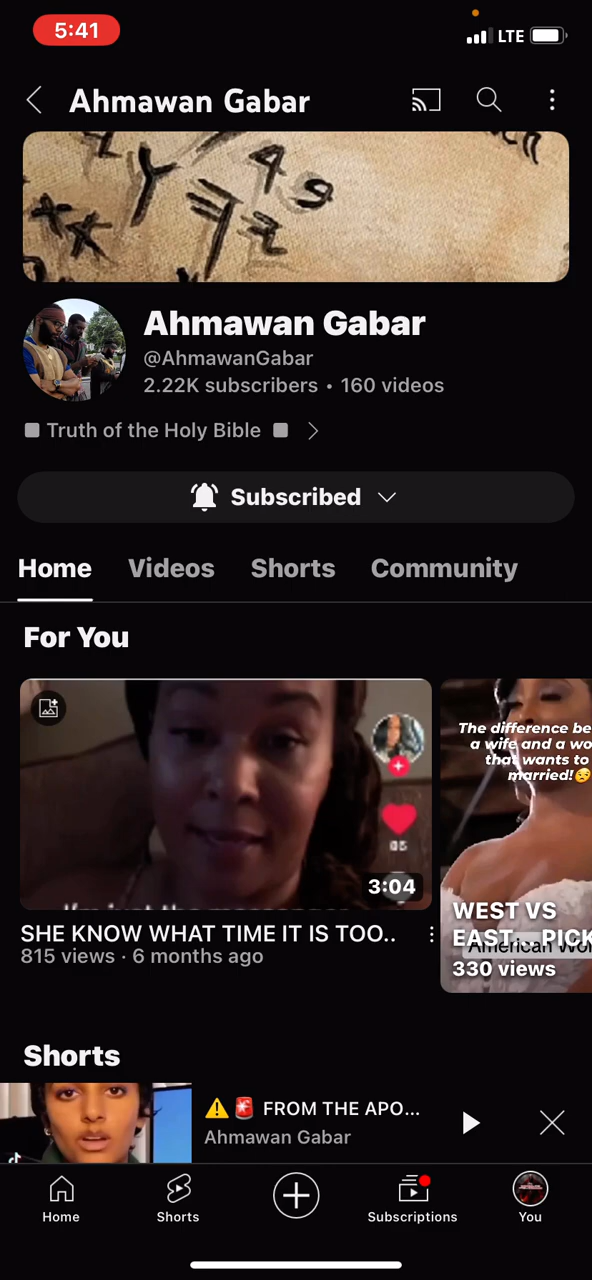 5:41
LTE
Ahmawan Gabar
Ahmawan Gabar
@AhmawanGabar
2.22K subscribers • 160 videos
Truth of the Holy Bible
Subscribed
Home Videos Shorts Community
For You
3:04
SHE KNOW WHAT TIME IT IS TOO..
815 views · 6 months ago
The difference be
a wife and a wo
that wants to
married!😒
WEST VS
EAST... PICK
American Wo
330 views
Shorts
⚠️🚨 FROM THE APO...
Ahmawan Gabar
Home
Shorts
Subscriptions
You